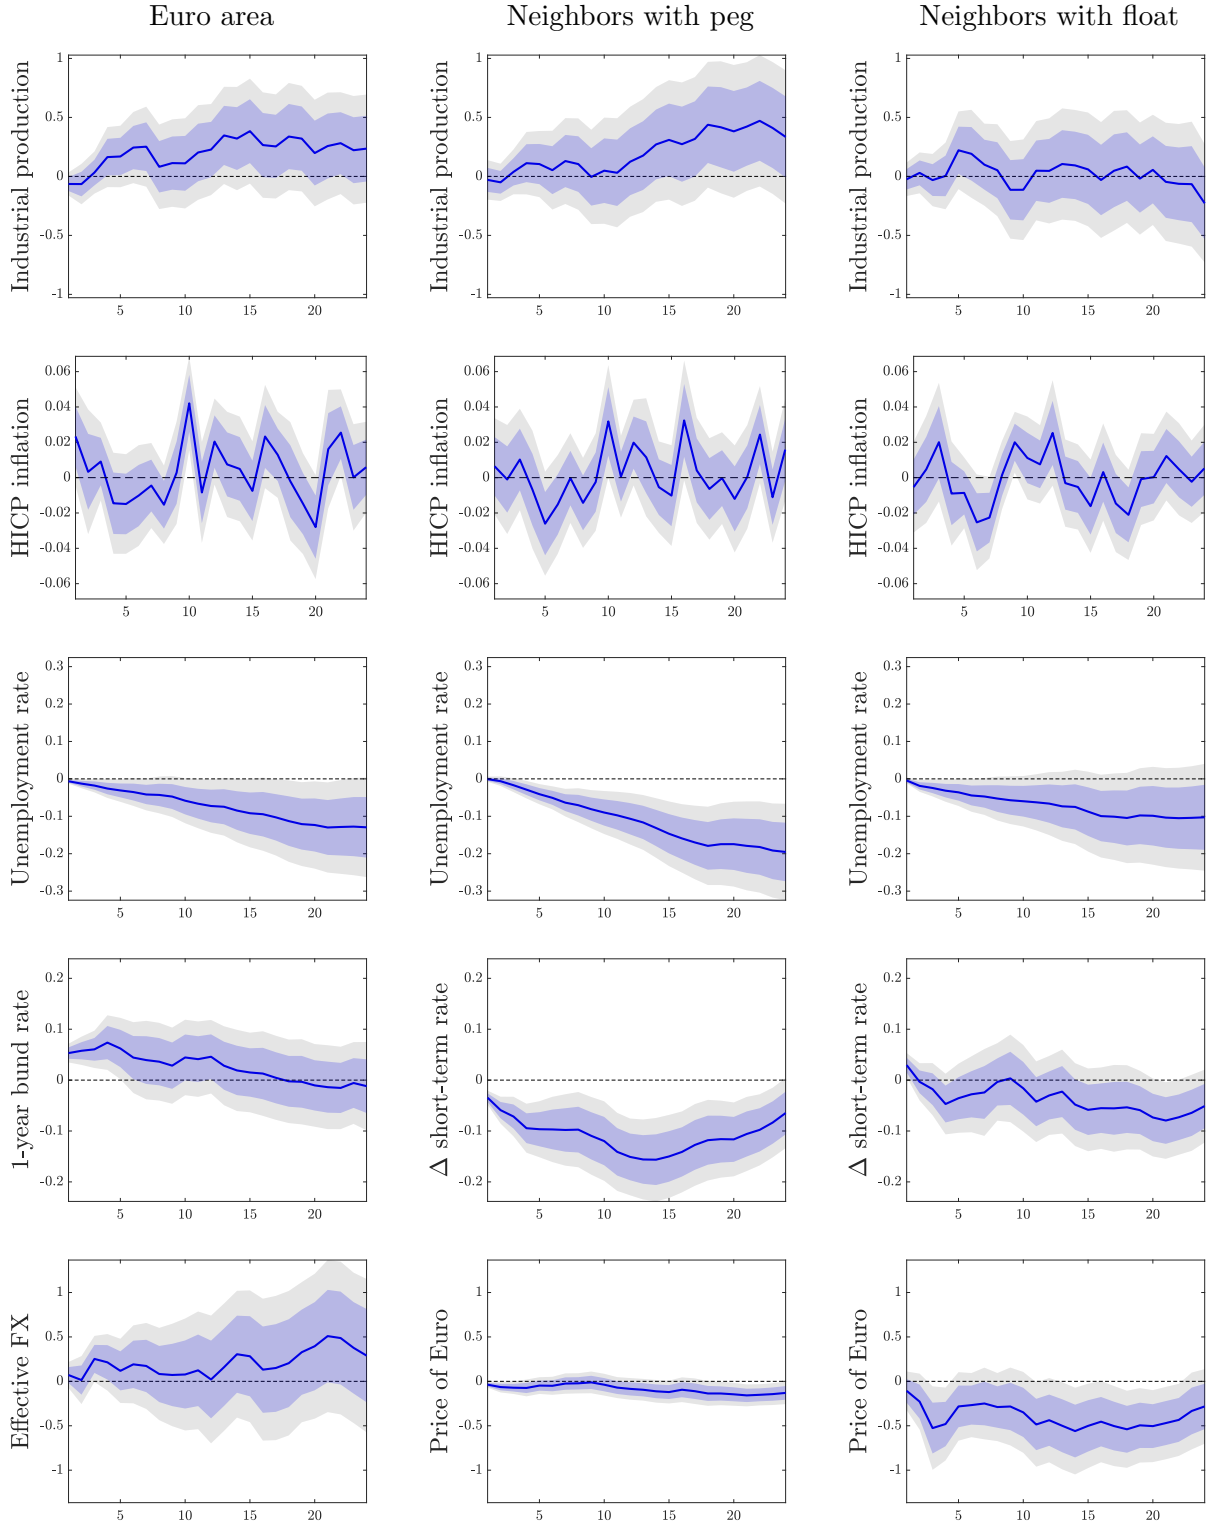 Euro area Neighbors with peg Neighbors with float
Industrial production Industrial production Industrial production
1 0.5 0 -0.5 -1 1 0.5 0 -0.5 -1 1 0.5 0 -0.5 -1
5 10 15 20 5 10 15 20 5 10 15 20
HICP inflation HICP inflation HICP inflation
0.06 0.04 0.02 0 -0.02 -0.04 -0.06 0.06 0.04 0.02 0 -0.02 -0.04 -0.06 0.06 0.04 0.02 0 -0.02 -0.04 -0.06
5 10 15 20 5 10 15 20 5 10 15 20
Unemployment rate Unemployment rate Unemployment rate
0.3 0.2 0.1 0 -0.1 -0.2 -0.3 0.3 0.2 0.1 0 -0.1 -0.2 -0.3 0.3 0.2 0.1 0 -0.1 -0.2 -0.3
5 10 15 20 5 10 15 20 5 10 15 20
1-year bund rate Δ short-term rate Δ short-term rate
0.2 0.1 0 -0.1 -0.2 0.2 0.1 0 -0.1 -0.2 0.2 0.1 0 -0.1 -0.2
5 10 15 20 5 10 15 20 5 10 15 20
Effective FX Price of Euro Price of Euro
1 0.5 0 -0.5 -1 1 0.5 0 -0.5 -1 1 0.5 0 -0.5 -1
5 10 15 20 5 10 15 20 5 10 15 20